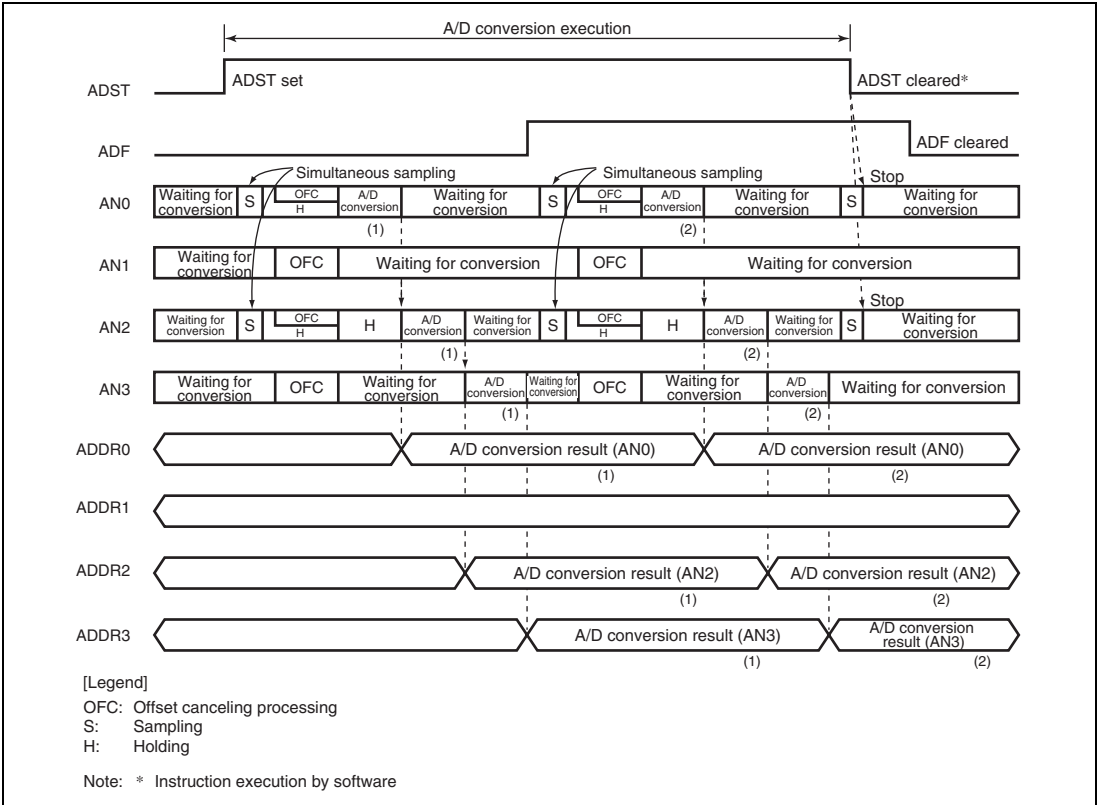 A/D conversion execution
ADST
ADST set
ADST cleared*
ADF
ADF cleared
Simultaneous sampling
Simultaneous sampling
Stop
AN0
Waiting for conversion
S
OFC
H
A/D conversion
Waiting for conversion
S
OFC
H
A/D conversion
Waiting for conversion
S
Waiting for conversion
(1)
(2)
AN1
Waiting for conversion
OFC
Waiting for conversion
OFC
Waiting for conversion
Stop
AN2
Waiting for conversion
S
OFC
H
H
A/D conversion
Waiting for conversion
S
OFC
H
H
A/D conversion
Waiting for conversion
S
Waiting for conversion
(1)
(2)
AN3
Waiting for conversion
OFC
Waiting for conversion
A/D conversion
Waiting for conversion
OFC
Waiting for conversion
A/D conversion
Waiting for conversion
(1)
(2)
ADDR0
A/D conversion result (AN0)
A/D conversion result (AN0)
(1)
(2)
ADDR1
ADDR2
A/D conversion result (AN2)
A/D conversion result (AN2)
(1)
(2)
ADDR3
A/D conversion result (AN3)
A/D conversion
result (AN3)
(1)
(2)
[Legend]
OFC: Offset canceling processing
S: Sampling
H: Holding
Note: * Instruction execution by software